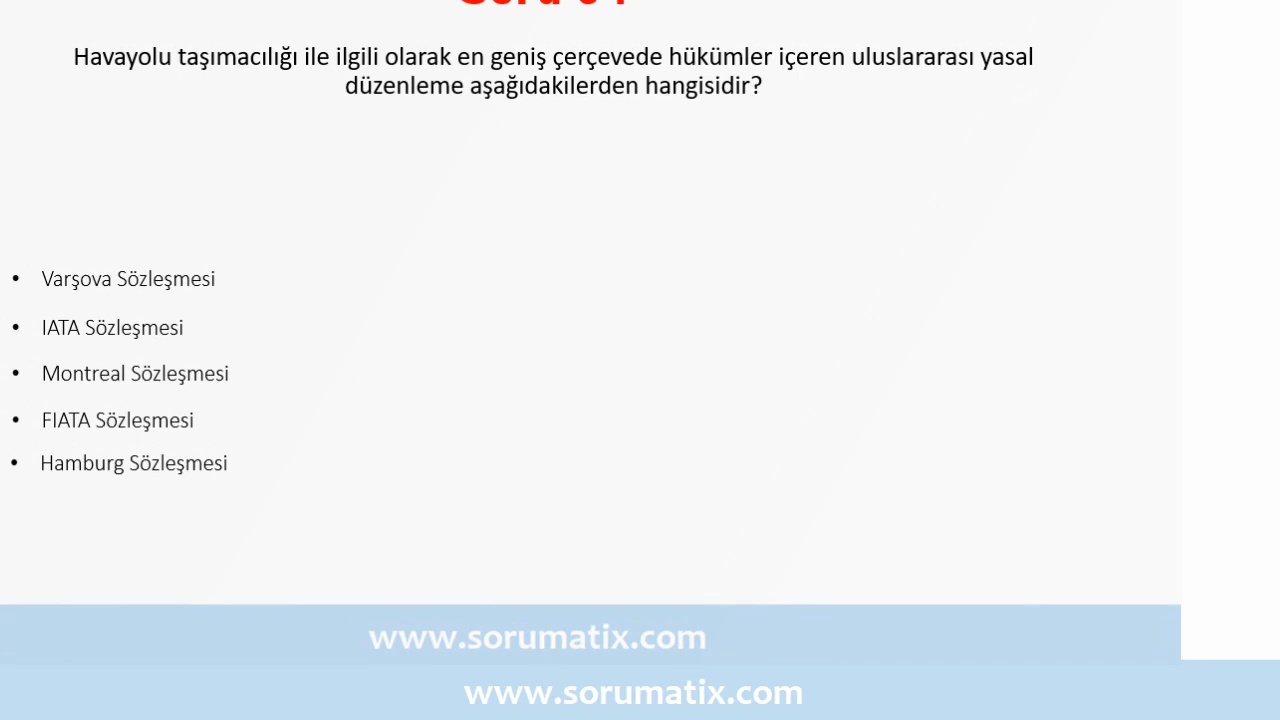 Havayolu taşımacılığı ile ilgili olarak en geniş çerçevede hükümler içeren uluslararası yasal
düzenleme aşağıdakilerden hangisidir?
• Varşova Sözleşmesi
• IATA Sözleşmesi
• Montreal Sözleşmesi
• FIATA Sözleşmesi
• Hamburg Sözleşmesi
www.sorumatix.com
www.sorumatix.com